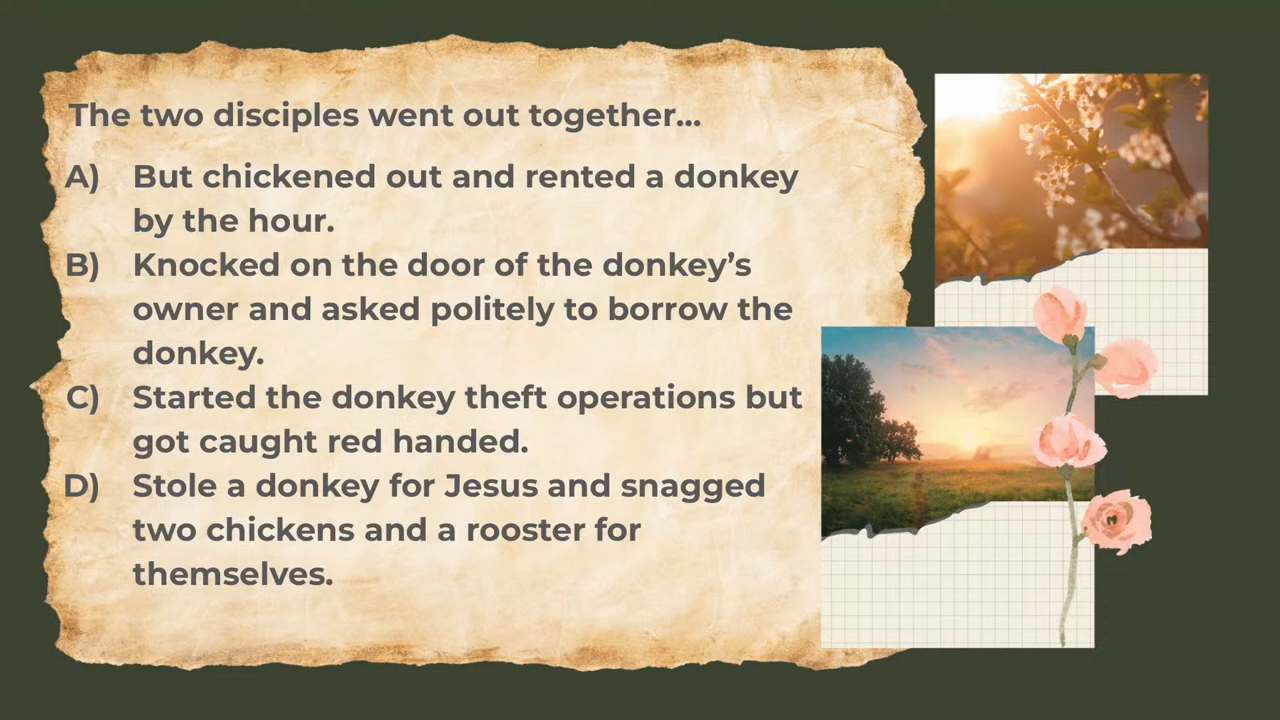 The two disciples went out together...
A) But chickened out and rented a donkey
by the hour.
B) Knocked on the door of the donkey’s
owner and asked politely to borrow the
donkey.
C) Started the donkey theft operations but
got caught red handed.
D) Stole a donkey for Jesus and snagged
two chickens and a rooster for
themselves.